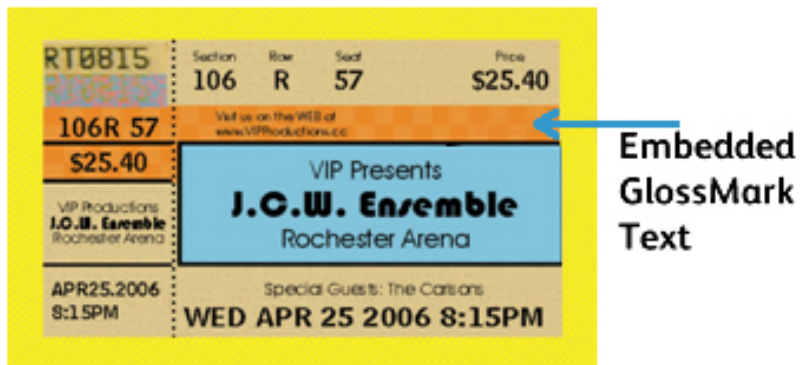 RT0815
106R 57
$25.40
VIP Productions
J.C.W. Ensemble
Rochester Arena
APR25.2006
8:15PM
Section Row Seat Price
106 R 57 $25.40
Visit us on the WEB at
www.VIPProductions.ca
VIP Presents
J.C.W. Ensemble
Rochester Arena
Special Guests: The Carlsons
WED APR 25 2006 8:15PM
Embedded
GlossMark
Text